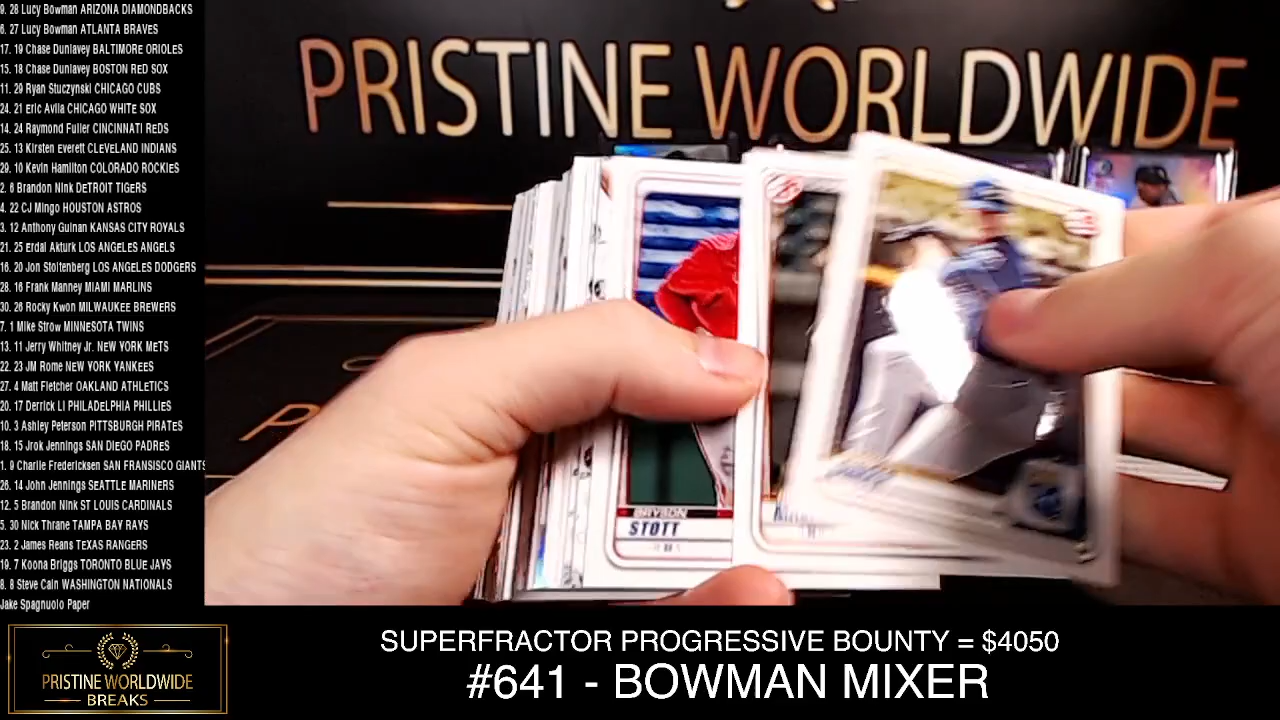 9. 28 Lucy Bowman ARIZONA DIAMONDBACKS
6. 27 Lucy Bowman ATLANTA BRAVES
17. 19 Chase Dunlavey BALTIMORE ORIOLES
15. 18 Chase Dunlavey BOSTON RED SOX
11. 29 Ryan Stuczynski CHICAGO CUBS
24. 21 Eric Avila CHICAGO WHITE SOX
14. 24 Raymond Fuller CINCINNATI REDS
25. 13 Kirsten Everett CLEVELAND INDIANS
29. 10 Kevin Hamilton COLORADO ROCKIES
2. 6 Brandon Nink DETROIT TIGERS
4. 22 CJ Mingo HOUSTON ASTROS
3. 12 Anthony Guinan KANSAS CITY ROYALS
21. 25 Erdal Akturk LOS ANGELES ANGELS
16. 20 Jon Stoltenberg LOS ANGELES DODGERS
28. 16 Frank Manney MIAMI MARLINS
30. 26 Rocky Kwon MILWAUKEE BREWERS
7. 1 Mike Strow MINNESOTA TWINS
13. 11 Jerry Whitney Jr. NEW YORK METS
22. 23 JM Rome NEW YORK YANKEES
27. 4 Matt Fletcher OAKLAND ATHLETICS
20. 17 Derrick LI PHILADELPHIA PHILLIES
10. 3 Ashley Peterson PITTSBURGH PIRATES
18. 15 Jrok Jennings SAN DIEGO PADRES
1. 9 Charlie Fredericksen SAN FRANSISCO GIANTS
26. 14 John Jennings SEATTLE MARINERS
12. 5 Brandon Nink ST LOUIS CARDINALS
5. 30 Nick Thrane TAMPA BAY RAYS
23. 2 James Reans TEXAS RANGERS
19. 7 Koona Briggs TORONTO BLUE JAYS
8. 8 Steve Cain WASHINGTON NATIONALS
Jake Spagnuolo Paper
PRISTINE WORLDWIDE
BRYSON
STOTT
PRISTINE WORLDWIDE
BREAKS
SUPERFRACTOR PROGRESSIVE BOUNTY = $4050
#641 - BOWMAN MIXER